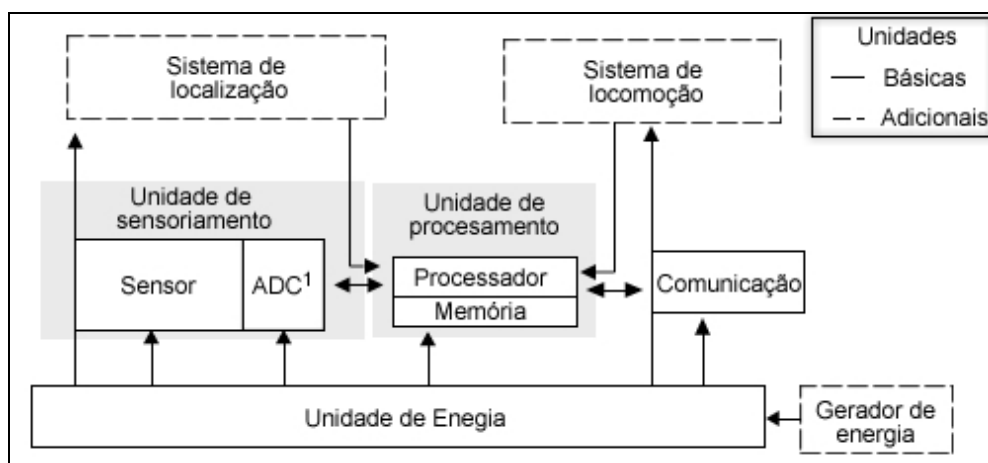 Sistema de
localização
Sistema de
locomoção
Unidades
Básicas
Adicionais
Unidade de
sensoriamento
Unidade de
procesamento
Sensor
ADC¹
Processador
Memória
Comunicação
Unidade de Enegia
Gerador de
energia